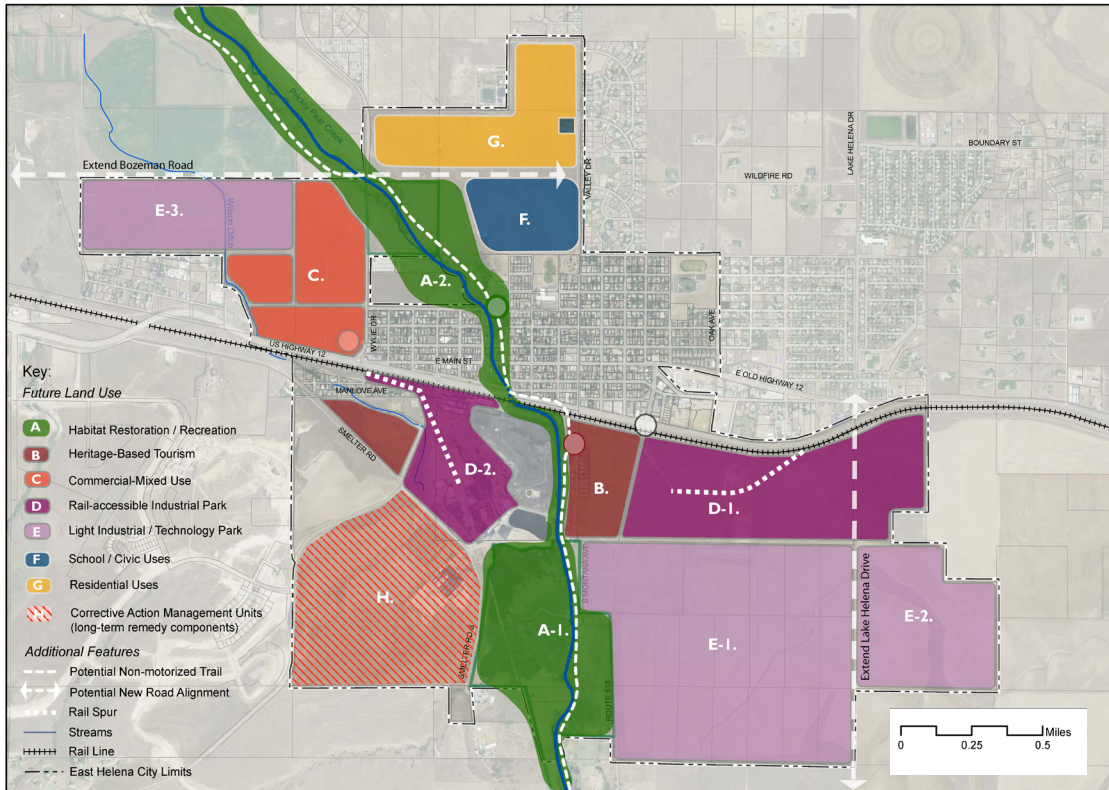 Prickly Pear Creek
G.
Extend Bozeman Road
VALLEY DR
LAKE HELENA DR
BOUNDARY ST
WILDFIRE RD
E-3.
Wilson Ditch
F.
C.
A-2.
WYLIE DR
OAK AVE
US HIGHWAY 12
E MAIN ST
E OLD HIGHWAY 12
MANLOVE AVE
SMELTER RD
D-2.
B.
D-1.
S MONTANA AVE
H.
SMELTER RD S
A-1.
ROUTE 518
E-1.
E-2.
Extend Lake Helena Drive
Key:
Future Land Use
A Habitat Restoration / Recreation
B Heritage-Based Tourism
C Commercial-Mixed Use
D Rail-accessible Industrial Park
E Light Industrial / Technology Park
F School / Civic Uses
G Residential Uses
H Corrective Action Management Units
(long-term remedy components)
Additional Features
Potential Non-motorized Trail
Potential New Road Alignment
Rail Spur
Streams
Rail Line
East Helena City Limits
Miles
0 0.25 0.5